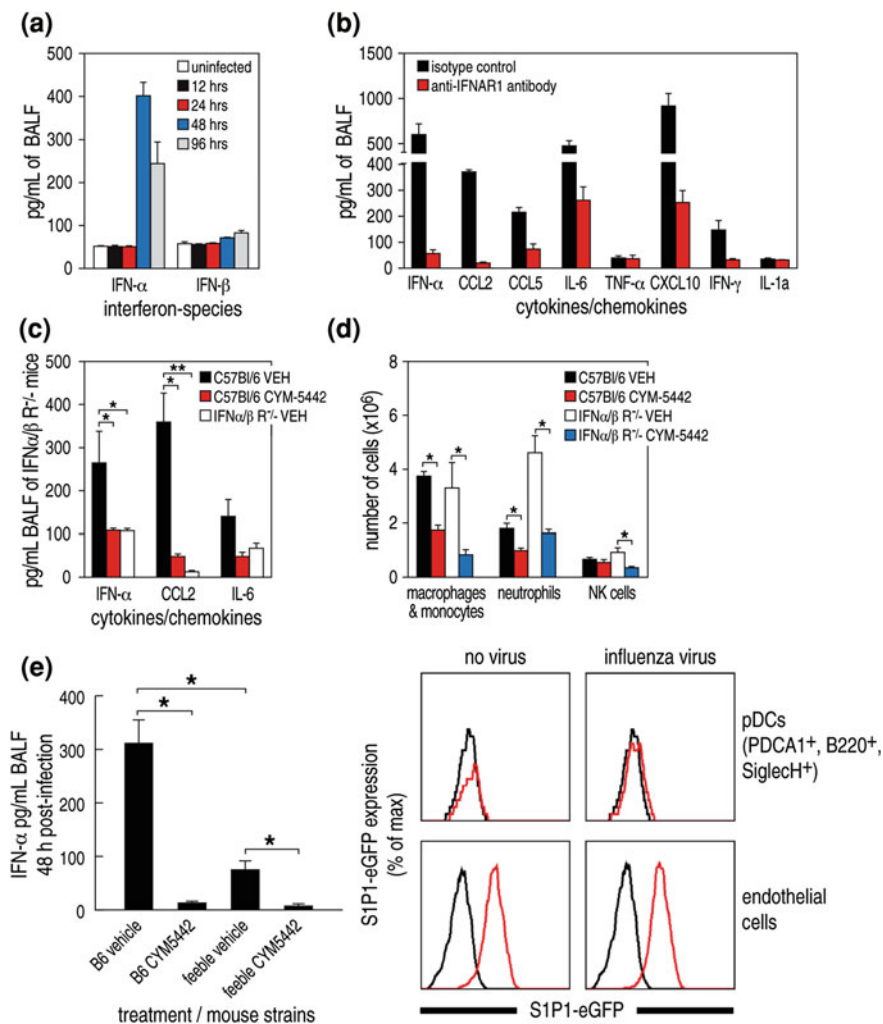 (a)
500
400
300
200
100
0
pg/mL of BALF
uninfected
12 hrs
24 hrs
48 hrs
96 hrs
IFN-α
IFN-β
interferon-species
(b)
1500
1000
500
400
300
200
100
0
pg/mL of BALF
isotype control
anti-IFNAR1 antibody
IFN-α
CCL2
CCL5
IL-6
TNF-α
CXCL10
IFN-γ
IL-1a
cytokines/chemokines
(c)
500
400
300
200
100
0
pg/mL BALF of IFNα/β R-/- mice
C57Bl/6 VEH
C57Bl/6 CYM-5442
IFNα/β R-/- VEH
*
*
**
*
IFN-α
CCL2
IL-6
cytokines/chemokines
(d)
8
6
4
2
0
number of cells (x10⁶)
C57Bl/6 VEH
C57Bl/6 CYM-5442
IFNα/β R-/- VEH
IFNα/β R-/- CYM-5442
*
*
*
*
*
macrophages
& monocytes
neutrophils
NK cells
(e)
400
300
200
100
0
IFN-α pg/mL BALF
48 h post-infection
*
*
*
B6 vehicle
B6 CYM5442
feeble vehicle
feeble CYM5442
treatment / mouse strains
no virus
influenza virus
S1P1-eGFP expression
(% of max)
pDCs
(PDCA1+, B220+,
SiglecH+)
endothelial
cells
S1P1-eGFP